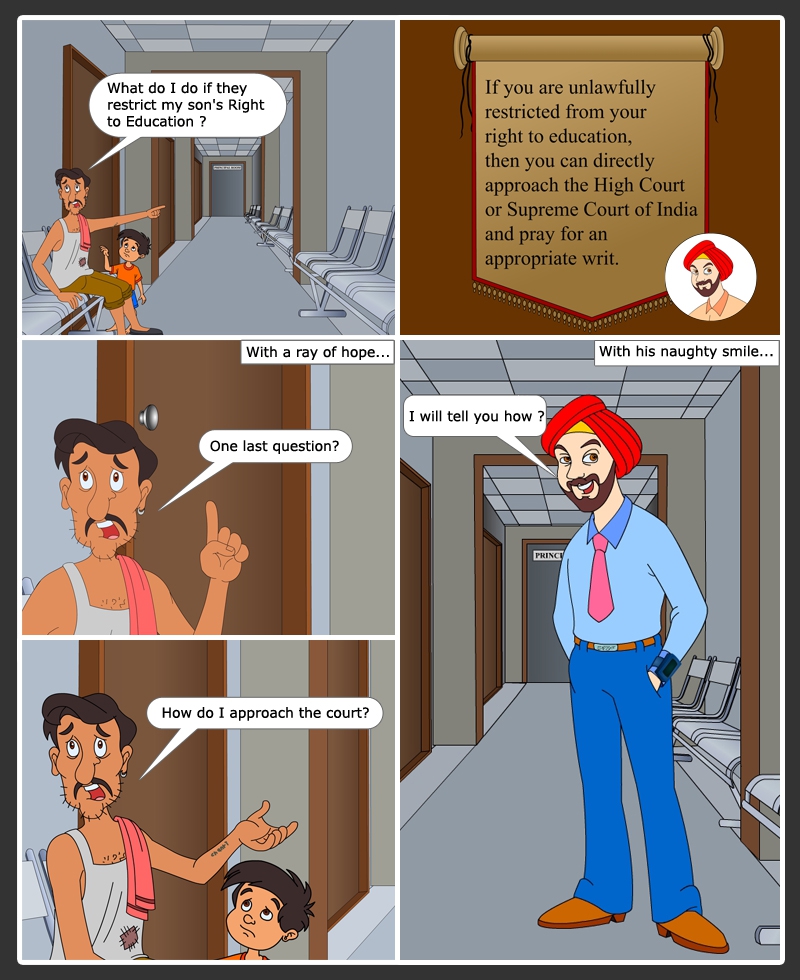 What do I do if they
restrict my son's Right
to Education ?
If you are unlawfully
restricted from your
right to education,
then you can directly
approach the High Court
or Supreme Court of India
and pray for an
appropriate writ.
With a ray of hope...
One last question?
How do I approach the court?
With his naughty smile...
I will tell you how ?